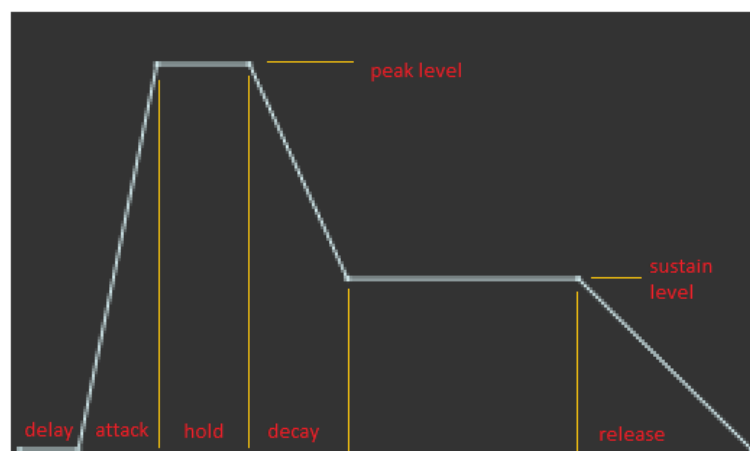 peak level
sustain
level
delay
attack
hold
decay
release